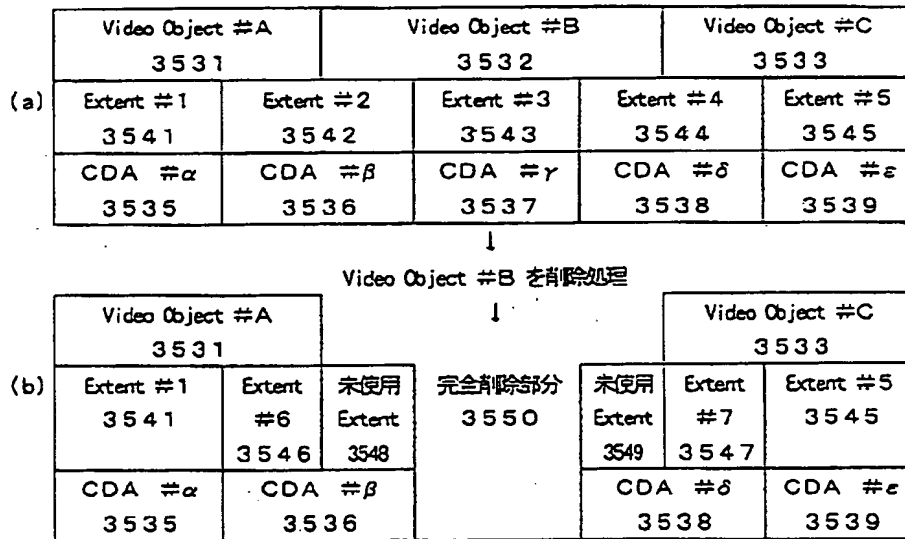 Video Object #A Video Object #B Video Object #C
3531 3532 3533
(a) Extent #1 Extent #2 Extent #3 Extent #4 Extent #5
3541 3542 3543 3544 3545
CDA #α CDA #β CDA #γ CDA #δ CDA #ε
3535 3536 3537 3538 3539
↓
Video Object #B を削除処理
↓
Video Object #A Video Object #C
3531 3533
(b) Extent #1 Extent 未使用 完全削除部分 未使用 Extent Extent #5
3541 #6 Extent 3550 Extent #7 3545
3546 3548 3549 3547
CDA #α CDA #β CDA #δ CDA #ε
3535 3536 3538 3539